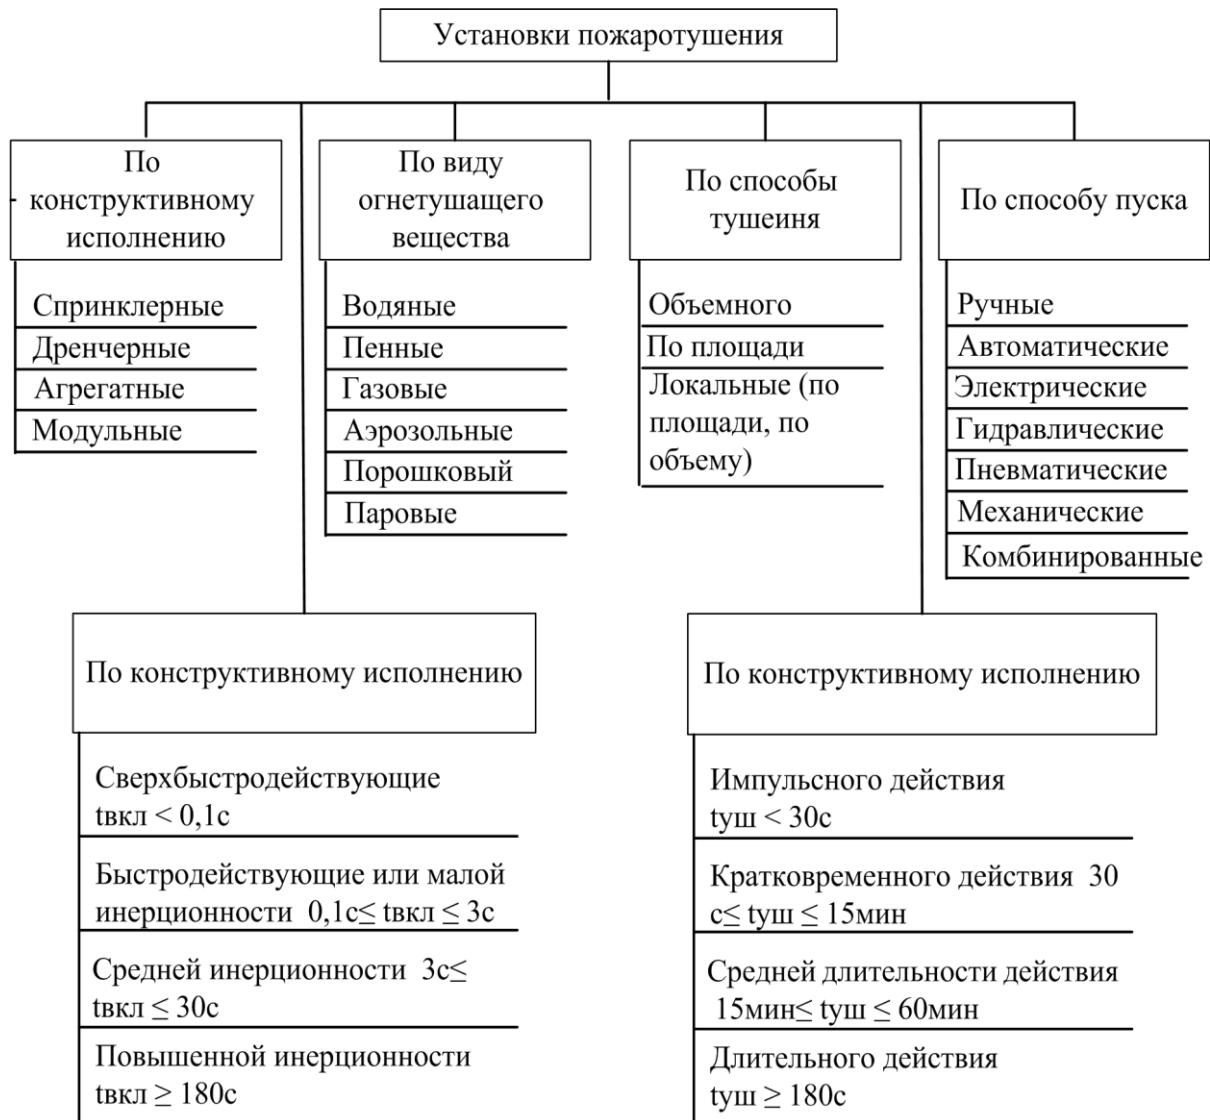 Установки пожаротушения
По
конструктивному
исполнению
Спринклерные
Дренчерные
Агрегатные
Модульные
По виду
огнетушащего
вещества
Водяные
Пенные
Газовые
Аэрозольные
Порошковый
Паровые
По способы
тушеиня
Объемного
По площади
Локальные (по
площади, по
объему)
По способу пуска
Ручные
Автоматические
Электрические
Гидравлические
Пневматические
Механические
Комбинированные
По конструктивному исполнению
Сверхбыстродействующие
tвкл < 0,1с
Быстродействующие или малой
инерционности 0,1с≤ tвкл ≤ 3с
Средней инерционности 3с≤
tвкл ≤ 30с
Повышенной инерционности
tвкл ≥ 180с
По конструктивному исполнению
Импульсного действия
tуш < 30с
Кратковременного действия 30
с≤ tуш ≤ 15мин
Средней длительности действия
15мин≤ tуш ≤ 60мин
Длительного действия
tуш ≥ 180с